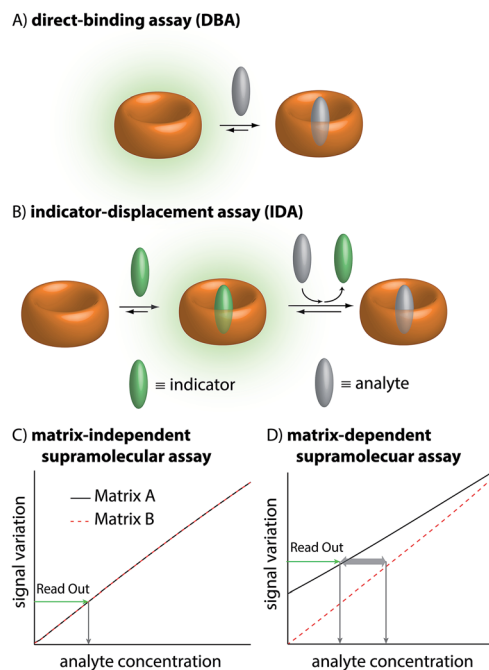 A) direct-binding assay (DBA)
B) indicator-displacement assay (IDA)
≡ indicator
≡ analyte
C) matrix-independent
supramolecular assay
signal variation
Matrix A
Matrix B
Read Out
analyte concentration
D) matrix-dependent
supramolecuar assay
signal variation
Read Out
analyte concentration